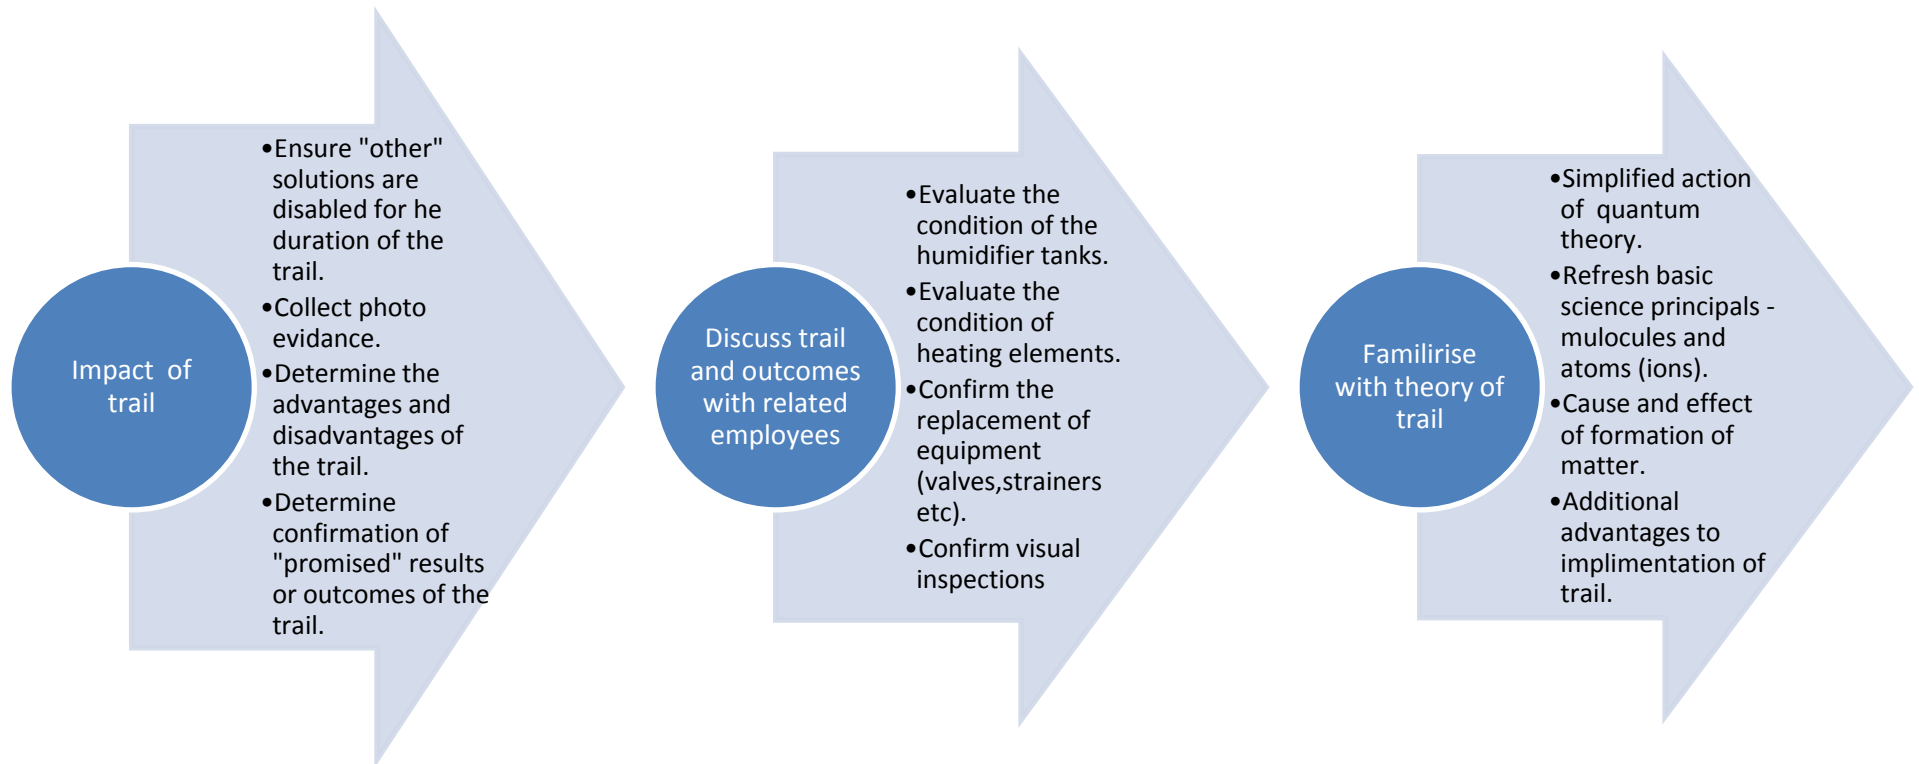 Impact  of
trail
•Ensure "other"
solutions are
disabled for he
duration of the
trail.
•Collect photo
evidance.
•Determine the
advantages and
disadvantages of
the trail.
•Determine
confirmation of
"promised" results
or outcomes of the
trail.
Discuss trail
and outcomes
with related
employees
•Evaluate the
condition of the
humidifier tanks.
•Evaluate the
condition of
heating elements.
•Confirm the
replacement of
equipment
(valves,strainers
etc).
•Confirm visual
inspections
Familirise
with theory of
trail
•Simplified action
of  quantum
theory.
•Refresh basic
science principals -
mulocules and
atoms (ions).
•Cause and effect
of formation of
matter.
•Additional
advantages to
implimentation of
trail.